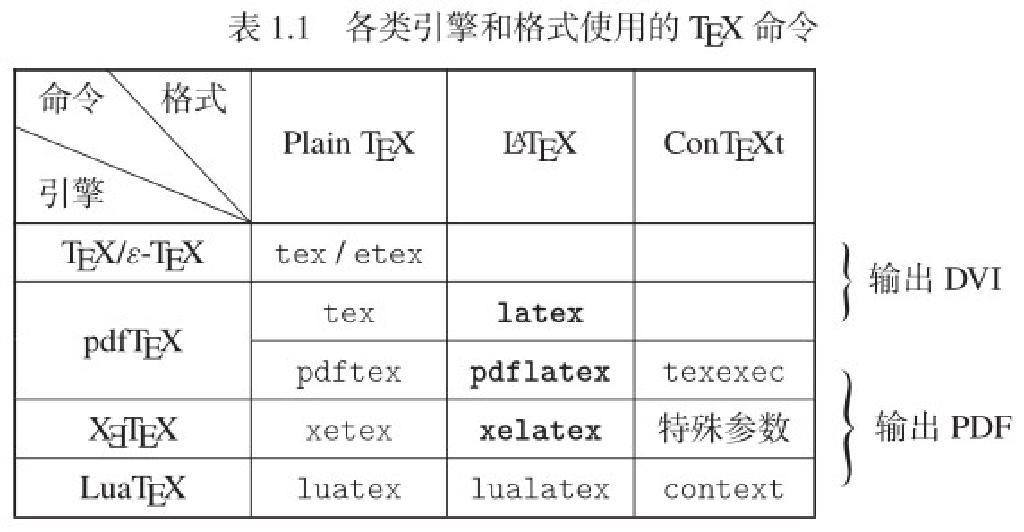 表 1.1 各类引擎和格式使用的 TEX 命令
命令 格式
引擎
Plain TEX LATEX ConTEXt
TEX/ε-TEX tex / etex
输出 DVI
pdfTEX
tex latex
pdftex pdflatex texexec
XƎTEX xetex xelatex 特殊参数
输出 PDF
LuaTEX luatex lualatex context